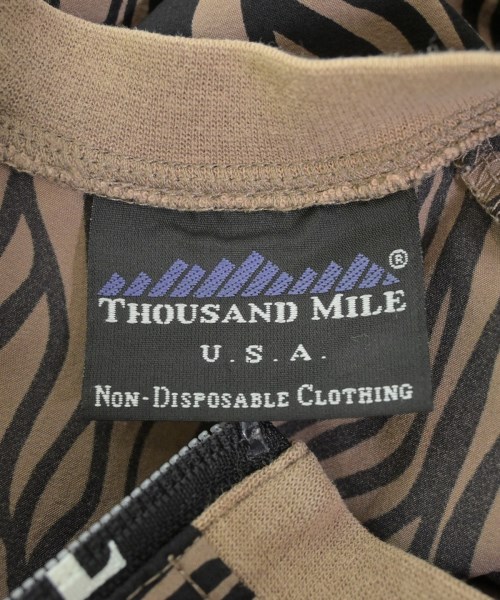 ®
THOUSAND MILE
U.S.A.
NON-DISPOSABLE CLOTHING